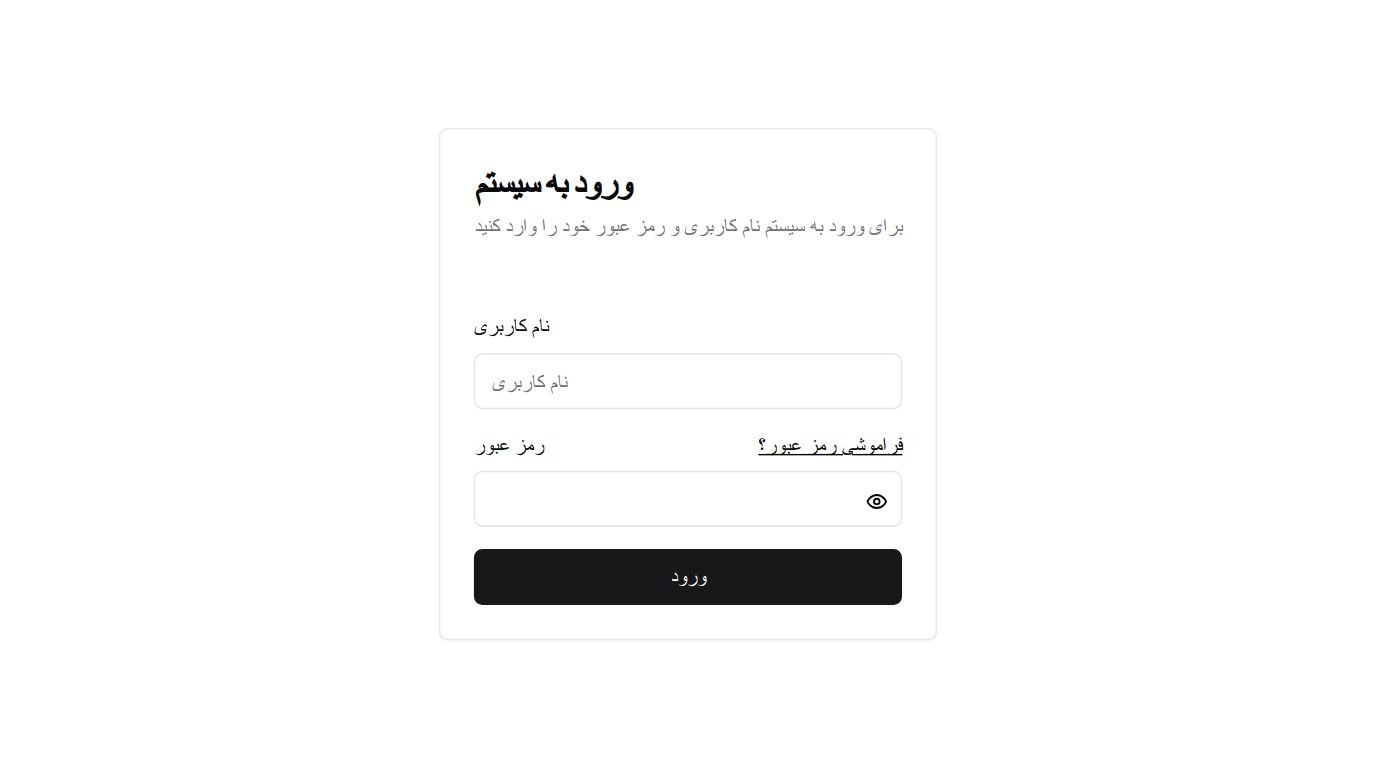 ورود به سیستم
برای ورود به سیستم نام کاربری و رمز عبور خود را وارد کنید
نام کاربری
نام کاربری
رمز عبور
فراموشی رمز عبور؟
ورود